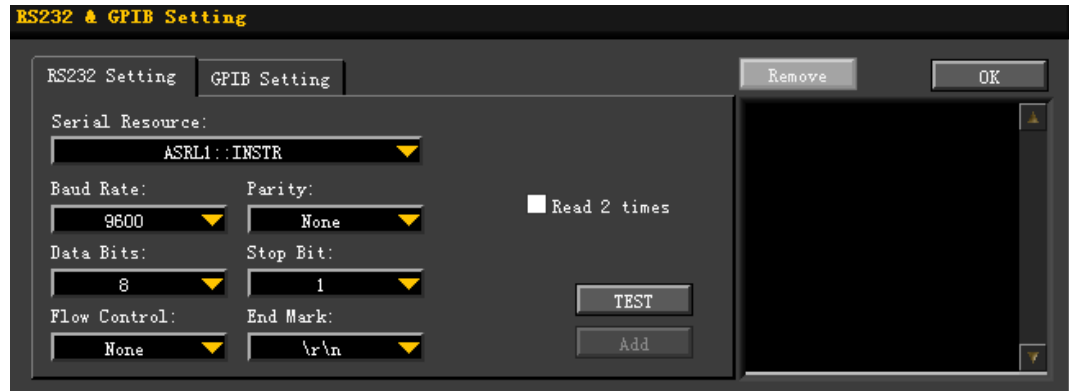 RS232 & GPIB Setting
RS232 Setting GPIB Setting
Remove OK
Serial Resource:
ASRL1::INSTR
Baud Rate: Parity:
9600 None
Read 2 times
Data Bits: Stop Bit:
8 1
TEST
Flow Control: End Mark:
None \r\n
Add